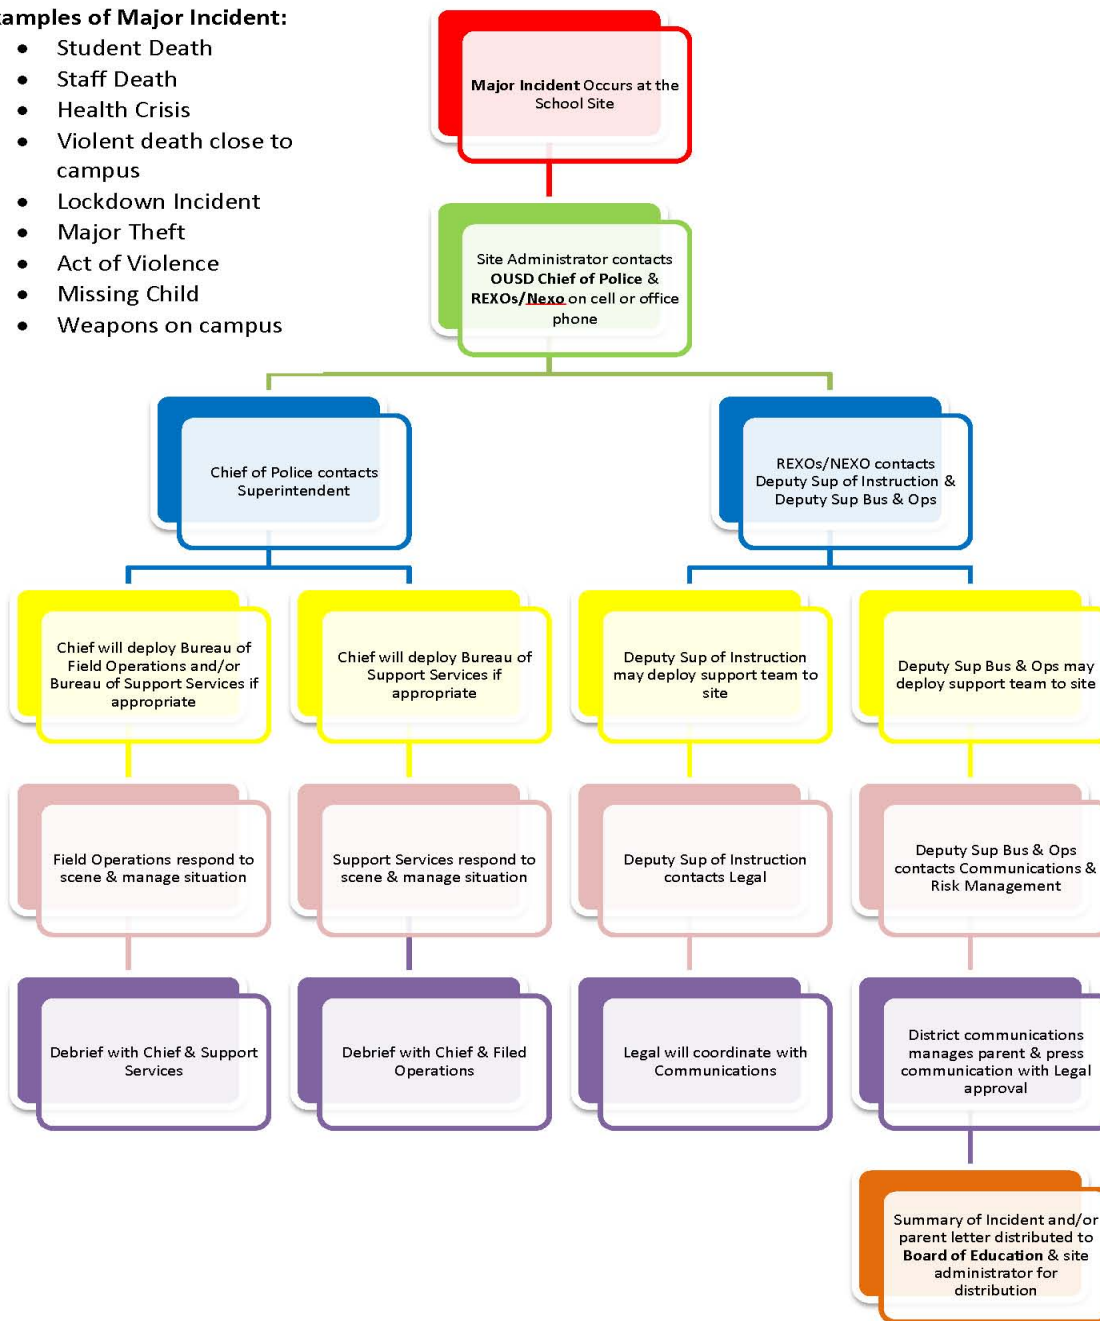 xamples of Major Incident:
• Student Death
• Staff Death
• Health Crisis
• Violent death close to
campus
• Lockdown Incident
• Major Theft
• Act of Violence
• Missing Child
• Weapons on campus
Major Incident Occurs at the
School Site
Site Administrator contacts
OUSD Chief of Police &
REXOs/Nexo on cell or office
phone
Chief of Police contacts
Superintendent
REXOs/NEXO contacts
Deputy Sup of Instruction &
Deputy Sup Bus & Ops
Chief will deploy Bureau of
Field Operations and/or
Bureau of Support Services if
appropriate
Chief will deploy Bureau of
Support Services if
appropriate
Deputy Sup of Instruction
may deploy support team to
site
Deputy Sup Bus & Ops may
deploy support team to site
Field Operations respond to
scene & manage situation
Support Services respond to
scene & manage situation
Deputy Sup of Instruction
contacts Legal
Deputy Sup Bus & Ops
contacts Communications &
Risk Management
Debrief with Chief & Support
Services
Debrief with Chief & Filed
Operations
Legal will coordinate with
Communications
District communications
manages parent & press
communication with Legal
approval
Summary of Incident and/or
parent letter distributed to
Board of Education & site
administrator for
distribution